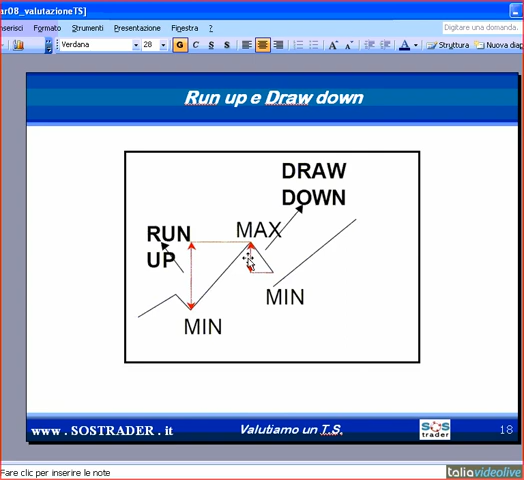 ar08_valutazioneTS]
nserisci Formato Strumenti Presentazione Finestra ?
Digitare una domanda.
Verdana 28 G C S S A Struttura Nuova diap
Run up e Draw down
DRAW
DOWN
RUN
UP
MAX
MIN
MIN
www . SOSTRADER . it
Valutiamo un T.S.
SOS
trader
18
Fare clic per inserire le note
italiavideolive